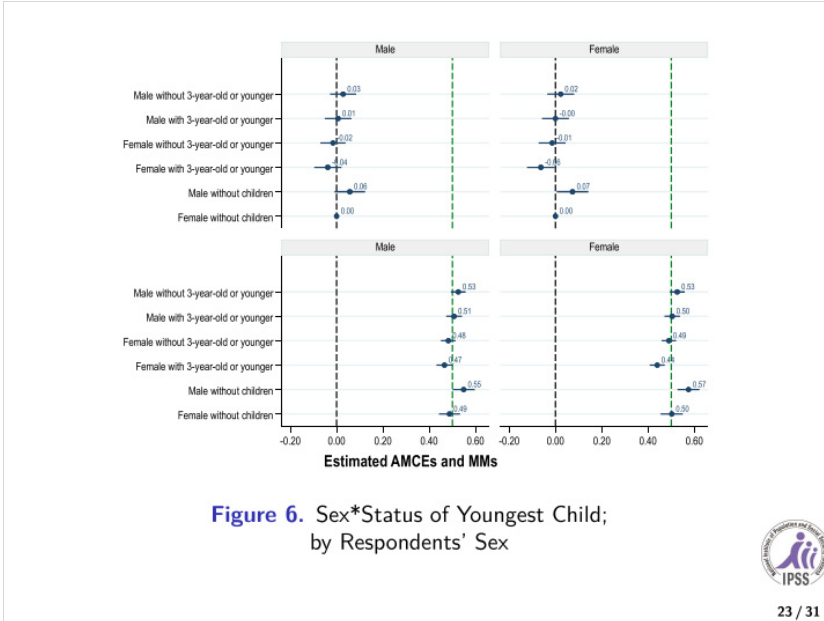 Male
Female
Male without 3-year-old or younger
0.03
0.02
Male with 3-year-old or younger
0.01
-0.00
Female without 3-year-old or younger
-0.02
-0.01
Female with 3-year-old or younger
-0.04
-0.06
Male without children
0.06
0.07
Female without children
0.00
0.00
Male
Female
Male without 3-year-old or younger
0.53
0.53
Male with 3-year-old or younger
0.51
0.50
Female without 3-year-old or younger
0.48
0.49
Female with 3-year-old or younger
0.47
0.44
Male without children
0.55
0.57
Female without children
0.49
0.50
-0.20 0.00 0.20 0.40 0.60 -0.20 0.00 0.20 0.40 0.60
Estimated AMCEs and MMs
Figure 6. Sex*Status of Youngest Child;
by Respondents' Sex
National Institute of Population and Social Security
IPSS
23 / 31